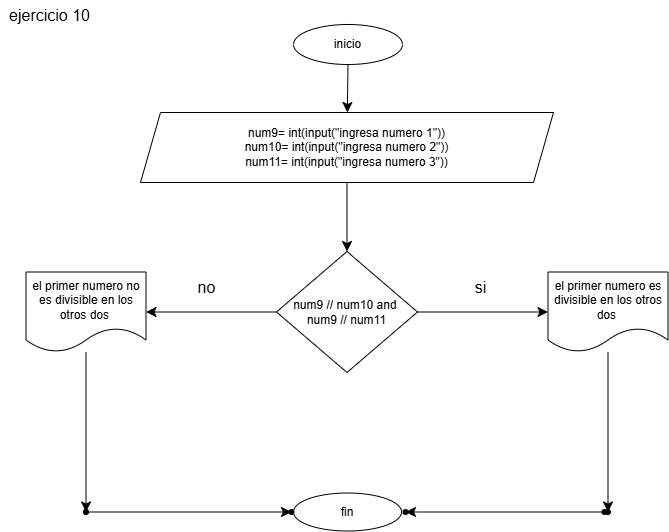 ejercicio 10
inicio
num9= int(input("ingresa numero 1"))
num10= int(input("ingresa numero 2"))
num11= int(input("ingresa numero 3"))
no
si
el primer numero no
es divisible en los
otros dos
num9 // num10 and
num9 // num11
el primer numero es
divisible en los otros
dos
fin